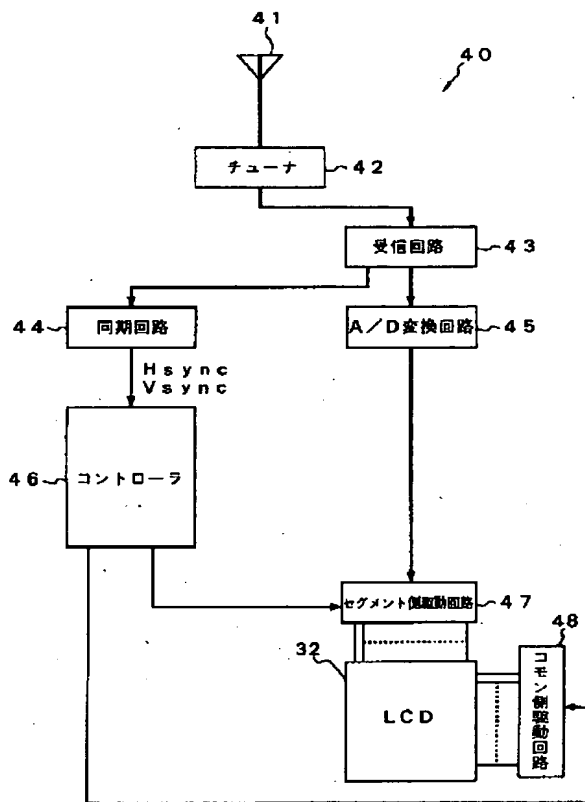 41
40
チューナ
42
受信回路
43
44
同期回路
A/D変換回路
45
Hsync
Vsync
46
コントローラ
セグメント側駆動回路
47
48
32
LCD
コモン側駆動回路